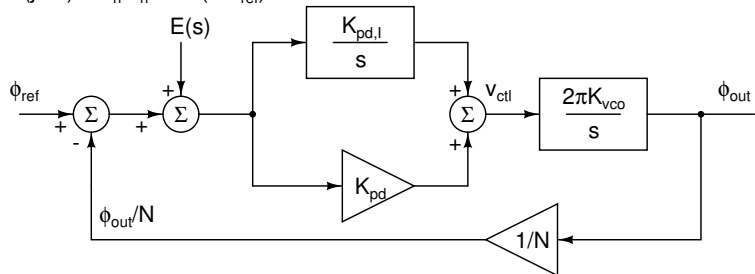 E(s)
K_pd,I
s
ϕ_ref
+
-
Σ
+
+
Σ
+
Σ
+
v_ctl
2πK_vco
s
ϕ_out
K_pd
ϕ_out/N
1/N